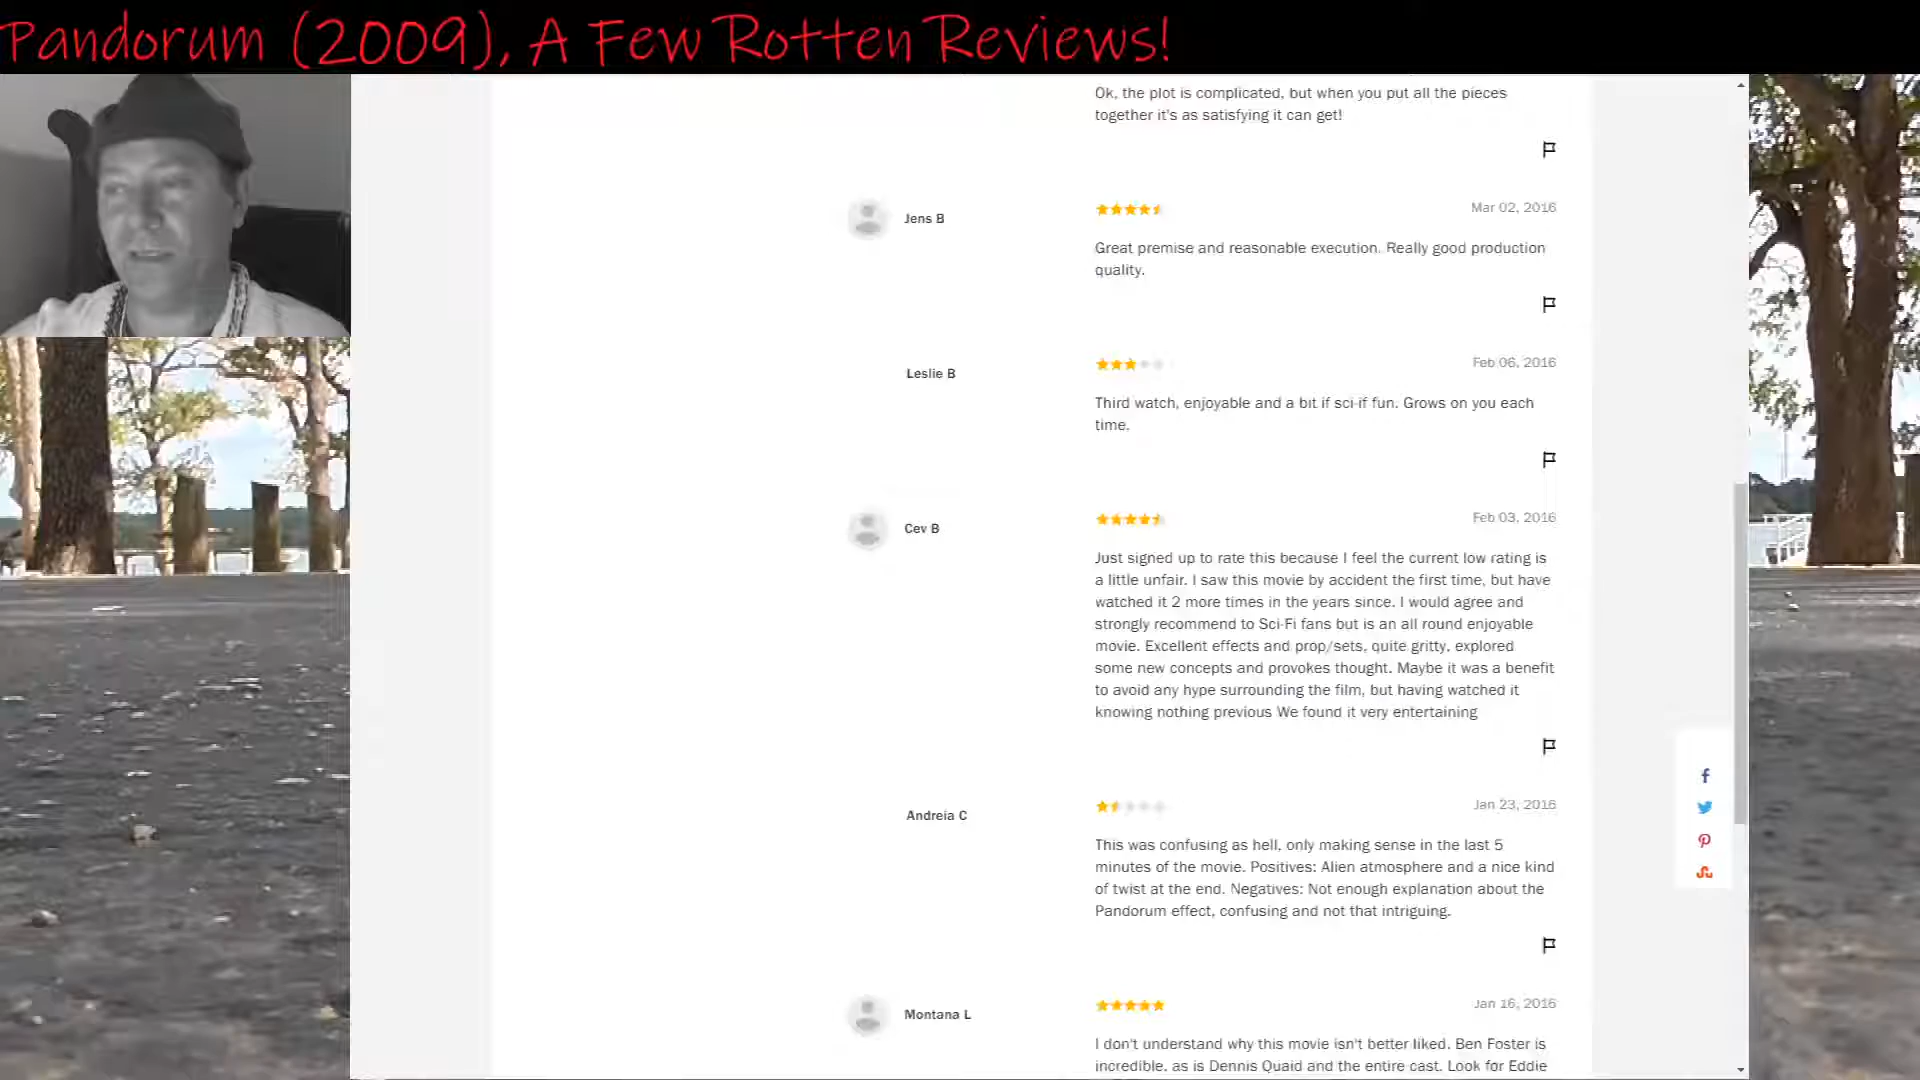 Pandorum (2009), A Few Rotten Reviews!
Ok, the plot is complicated, but when you put all the pieces
together it's as satisfying it can get!
Jens B
Mar 02, 2016
Great premise and reasonable execution. Really good production
quality.
Leslie B
Feb 06, 2016
Third watch, enjoyable and a bit if sci-if fun. Grows on you each
time.
Cev B
Feb 03, 2016
Just signed up to rate this because I feel the current low rating is
a little unfair. I saw this movie by accident the first time, but have
watched it 2 more times in the years since. I would agree and
strongly recommend to Sci-Fi fans but is an all round enjoyable
movie. Excellent effects and prop/sets, quite gritty, explored
some new concepts and provokes thought. Maybe it was a benefit
to avoid any hype surrounding the film, but having watched it
knowing nothing previous We found it very entertaining
Andreia C
Jan 23, 2016
This was confusing as hell, only making sense in the last 5
minutes of the movie. Positives: Alien atmosphere and a nice kind
of twist at the end. Negatives: Not enough explanation about the
Pandorum effect, confusing and not that intriguing.
Montana L
Jan 16, 2016
I don't understand why this movie isn't better liked. Ben Foster is
incredible, as is Dennis Quaid and the entire cast. Look for Eddie